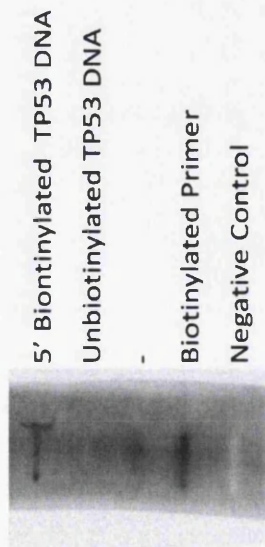 5' Biontinylated TP53 DNA
Unbiotinylated TP53 DNA
-
Biotinylated Primer
Negative Control